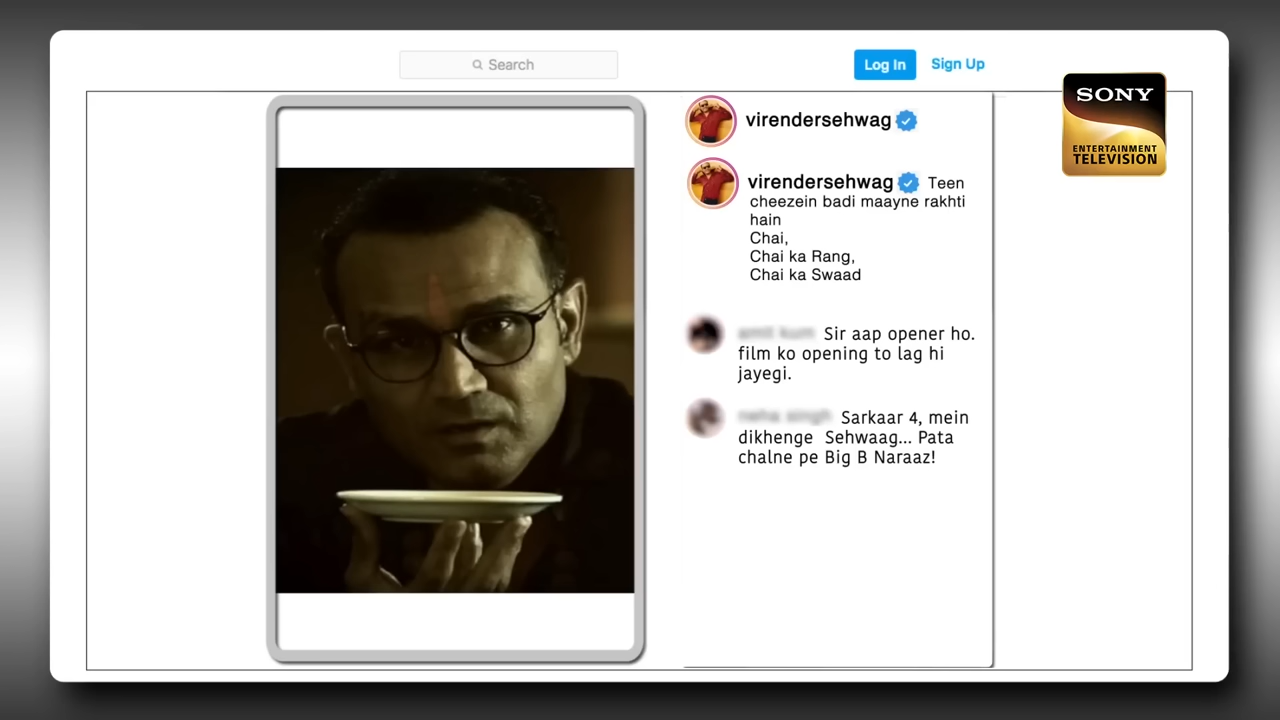 Search
Log In
Sign Up
SONY
ENTERTAINMENT
TELEVISION
virendersehwag
virendersehwag Teen
cheezein badi maayne rakhti
hain
Chai,
Chai ka Rang,
Chai ka Swaad
Sir aap opener ho.
film ko opening to lag hi
jayegi.
Sarkaar 4, mein
dikhenge Sehwaag... Pata
chalne pe Big B Naraaz!